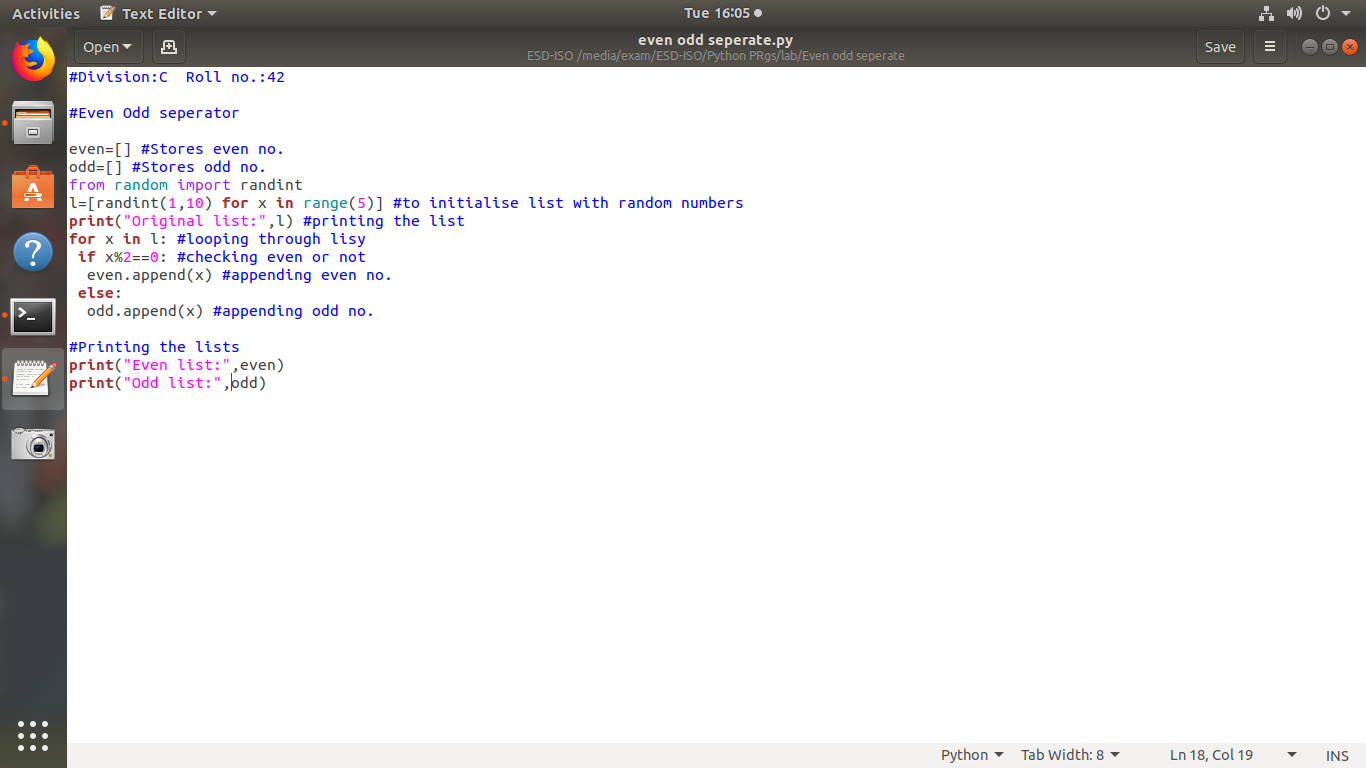 Activities Text Editor Tue 16:05
Open even odd seperate.py Save
ESD-ISO /media/exam/ESD-ISO/Python PRgs/lab/Even odd seperate
#Division:C  Roll no.:42
#Even Odd seperator
even=[] #Stores even no.
odd=[] #Stores odd no.
from random import randint
l=[randint(1,10) for x in range(5)] #to initialise list with random numbers
print("Original list:",l) #printing the list
for x in l: #looping through lisy
 if x%2==0: #checking even or not
  even.append(x) #appending even no.
 else:
  odd.append(x) #appending odd no.
#Printing the lists
print("Even list:",even)
print("Odd list:",odd)
Python Tab Width: 8 Ln 18, Col 19 INS